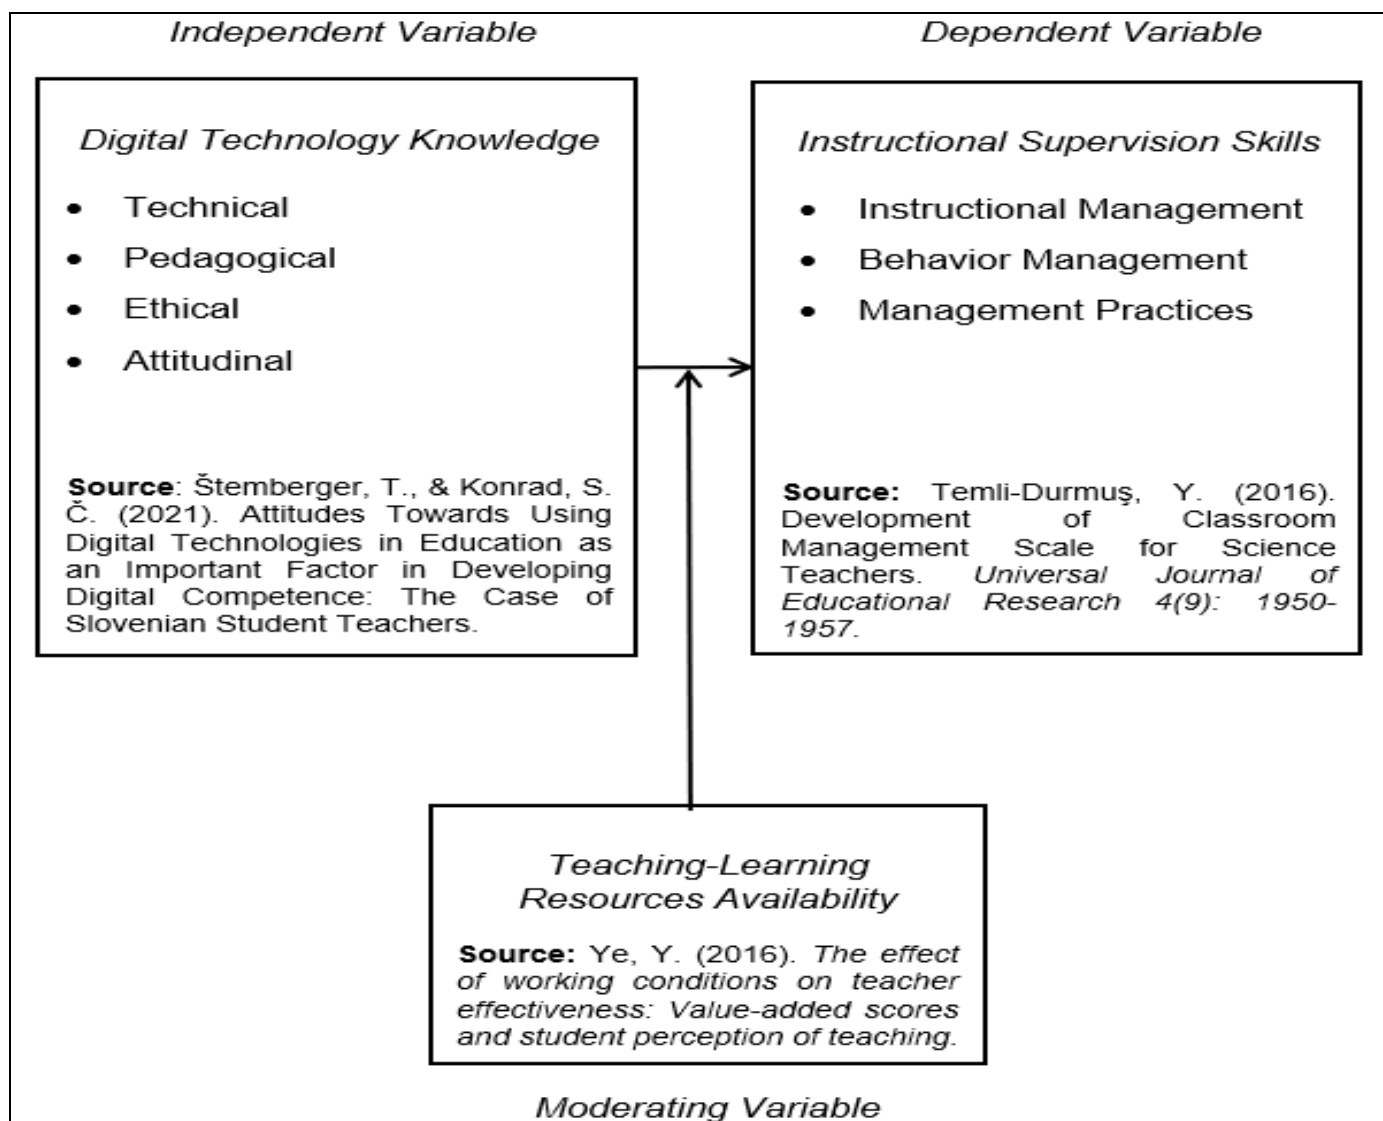 Independent Variable
Dependent Variable
Digital Technology Knowledge
• Technical
• Pedagogical
• Ethical
• Attitudinal
Source: Štemberger, T., & Konrad, S.
Č. (2021). Attitudes Towards Using
Digital Technologies in Education as
an Important Factor in Developing
Digital Competence: The Case of
Slovenian Student Teachers.
Instructional Supervision Skills
• Instructional Management
• Behavior Management
• Management Practices
Source: Temli-Durmuş, Y. (2016).
Development of Classroom
Management Scale for Science
Teachers. Universal Journal of
Educational Research 4(9): 1950-
1957.
Teaching-Learning
Resources Availability
Source: Ye, Y. (2016). The effect
of working conditions on teacher
effectiveness: Value-added scores
and student perception of teaching.
Moderating Variable